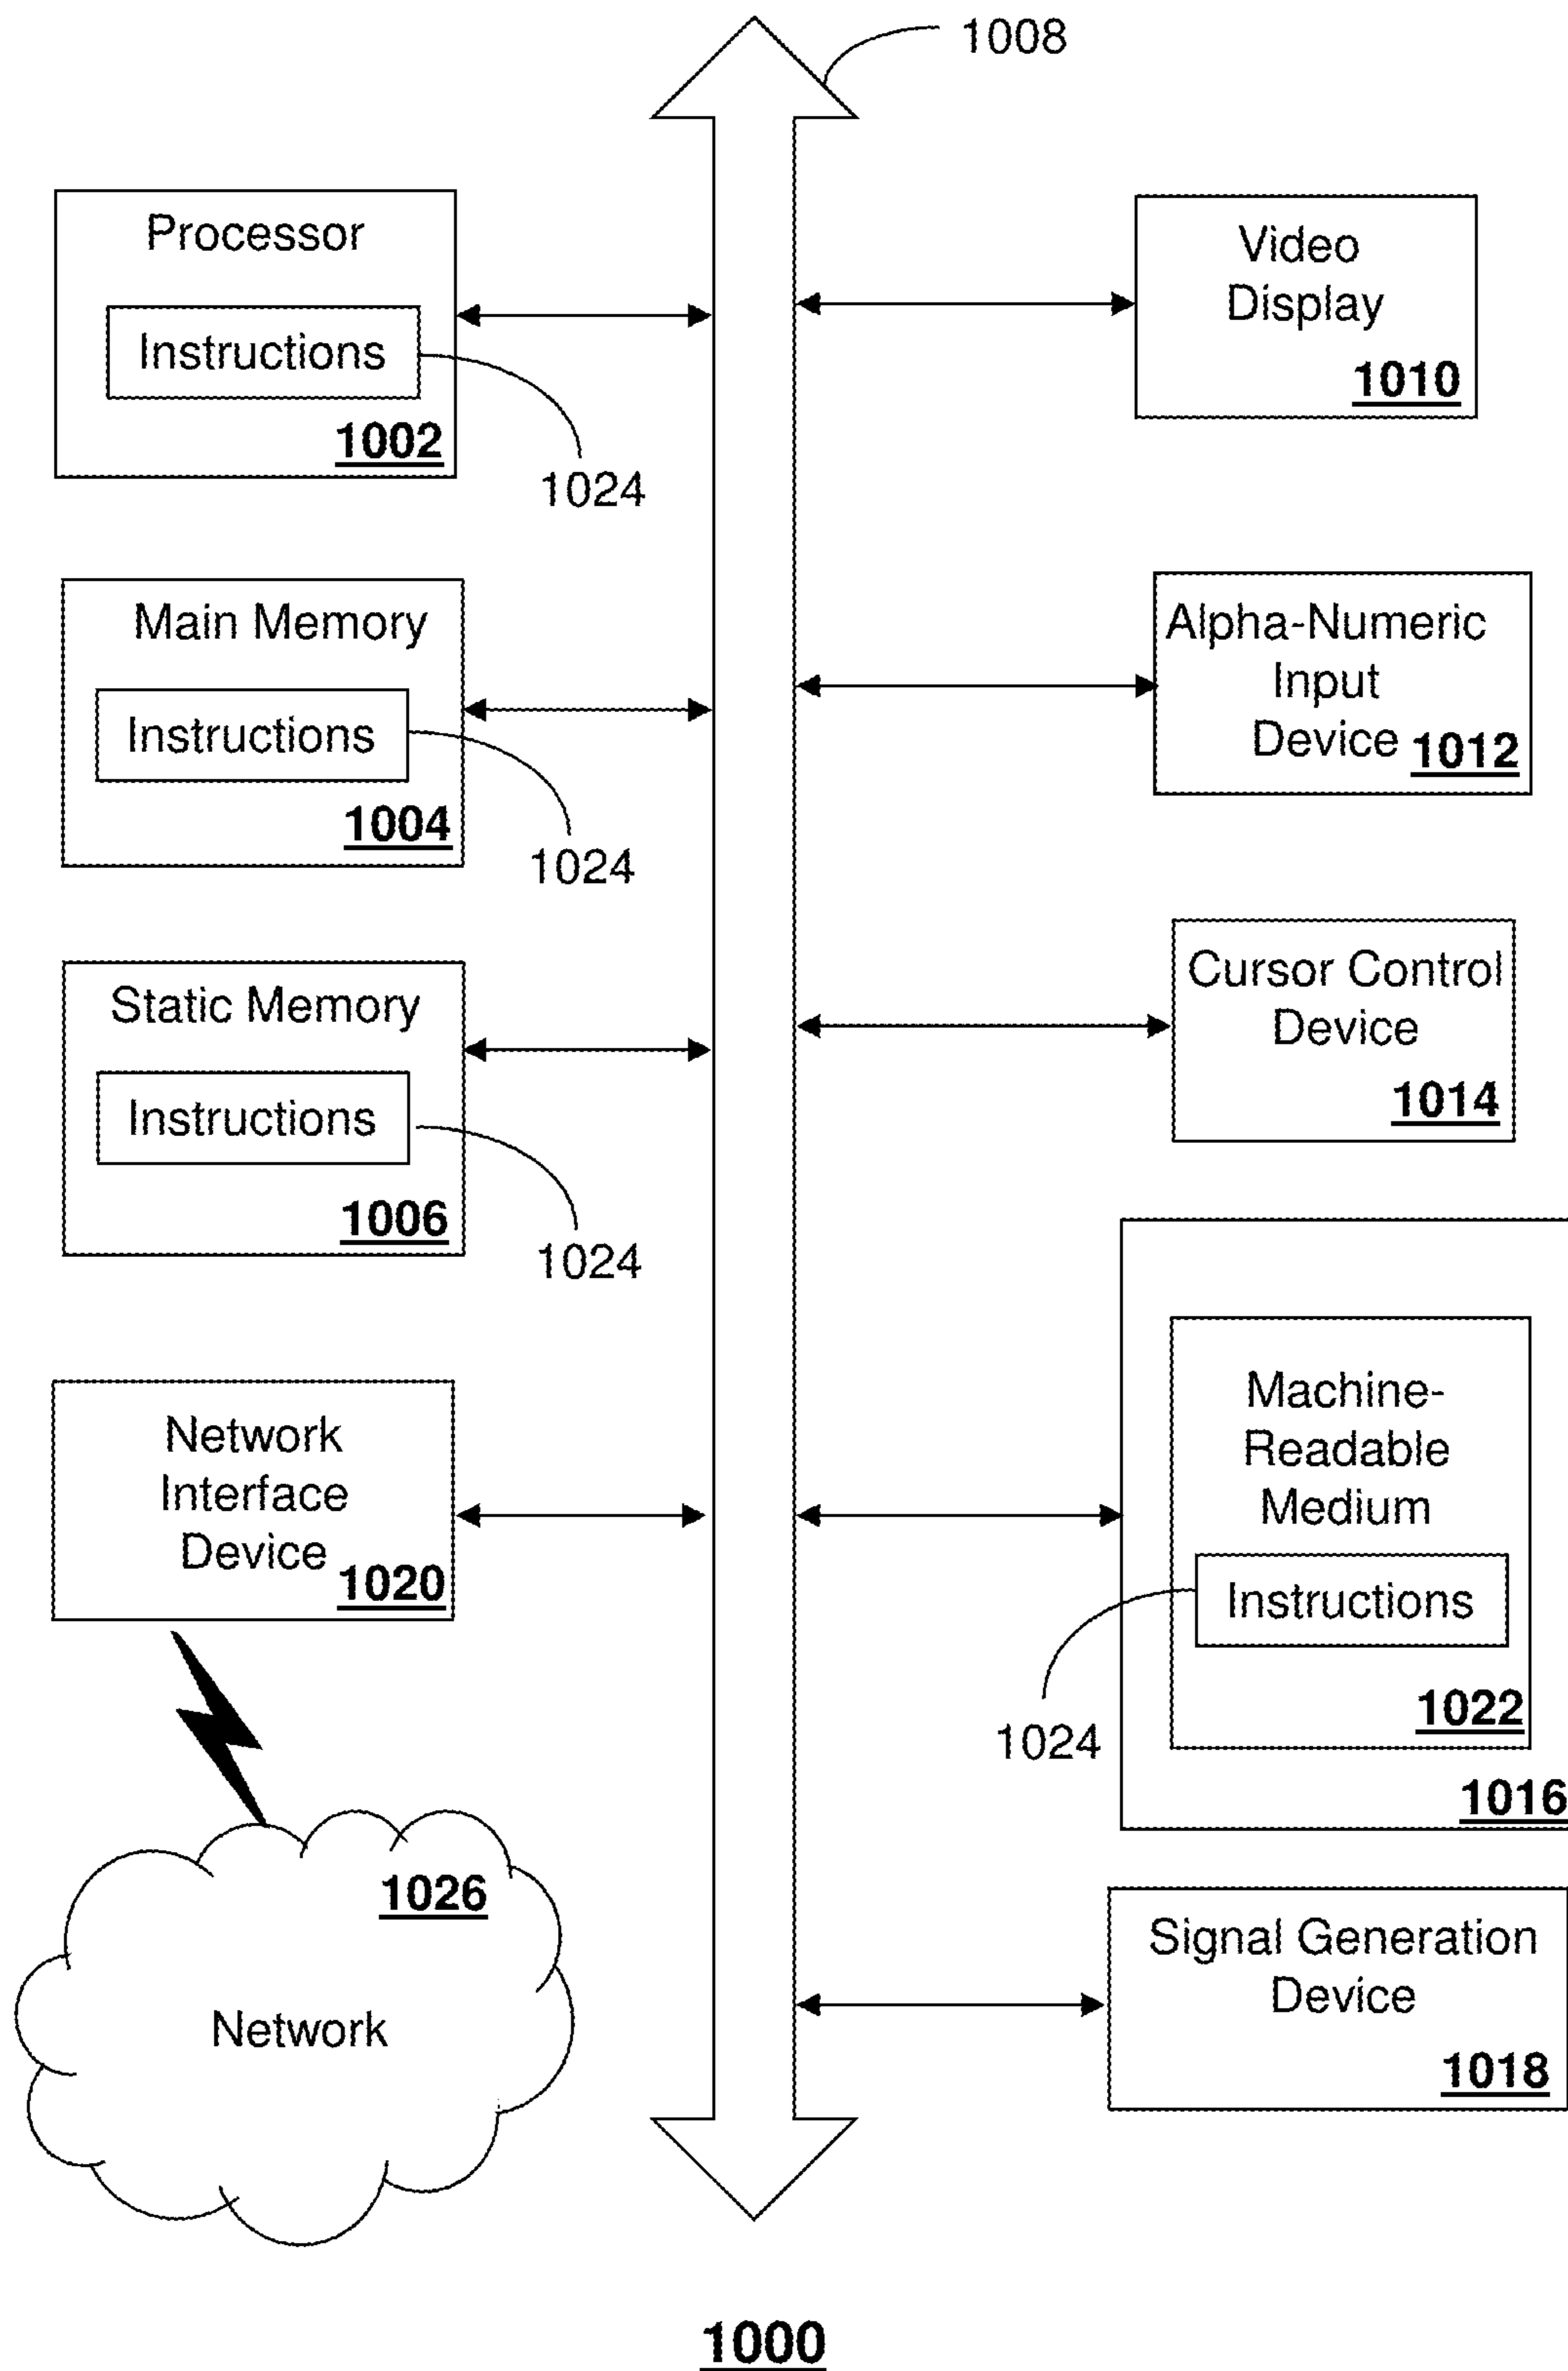 1008
Processor
Instructions
1002
1024
Main Memory
Instructions
1004
1024
Static Memory
Instructions
1006
1024
Network
Interface
Device
1020
1026
Network
Video
Display
1010
Alpha-Numeric
Input
Device 1012
Cursor Control
Device
1014
Machine-
Readable
Medium
Instructions
1022
1024
1016
Signal Generation
Device
1018
1000